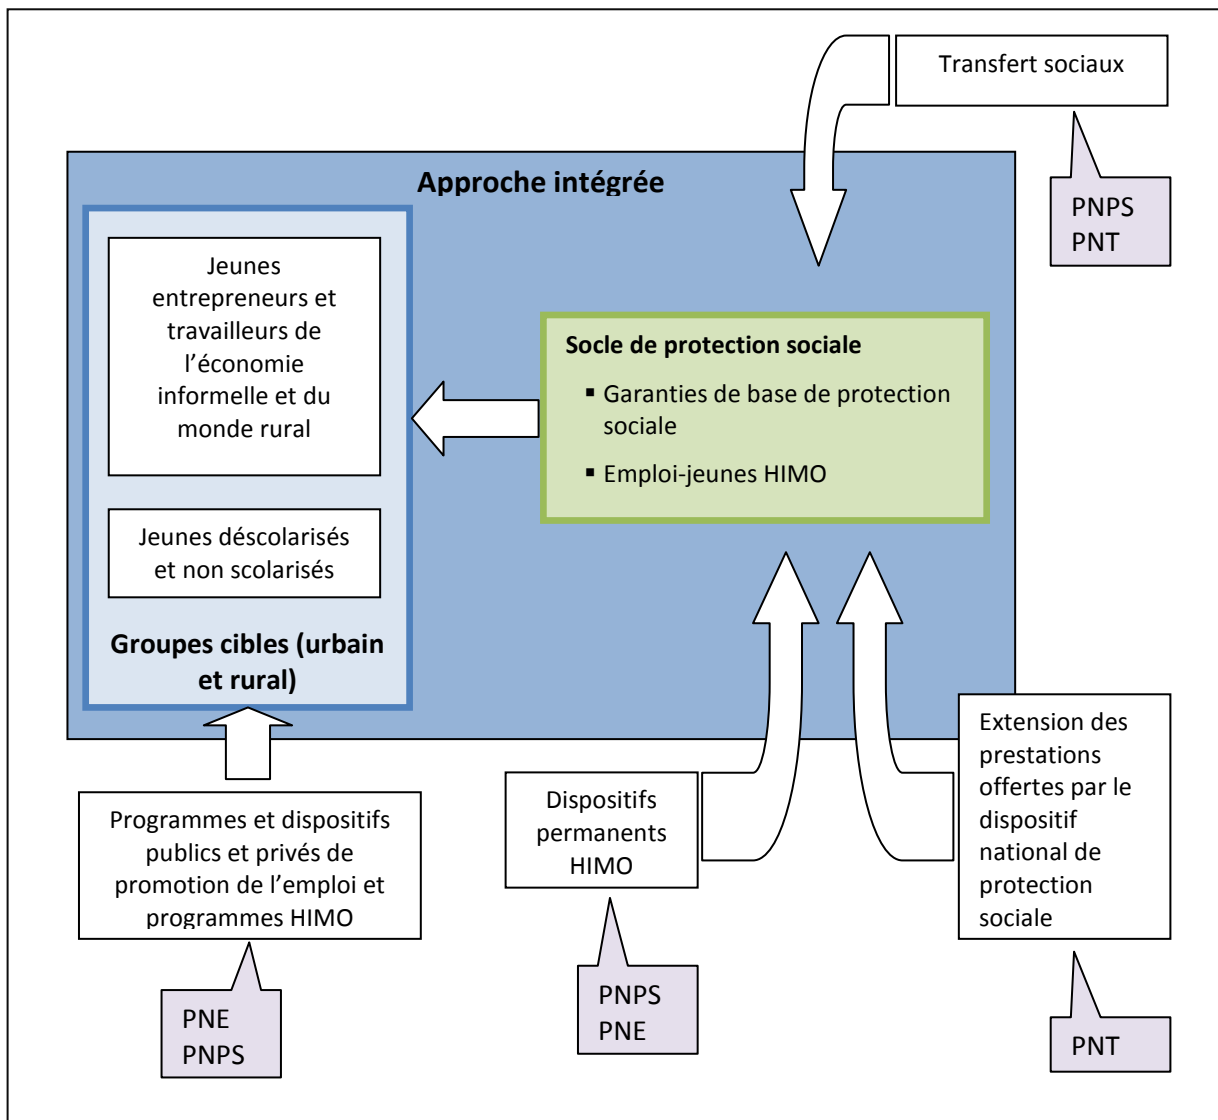 Transfert sociaux
PNPS
PNT
Approche intégrée
Jeunes
entrepreneurs et
travailleurs de
l’économie
informelle et du
monde rural
Jeunes déscolarisés
et non scolarisés
Groupes cibles (urbain
et rural)
Socle de protection sociale
▪ Garanties de base de protection
sociale
▪ Emploi-jeunes HIMO
Programmes et dispositifs
publics et privés de
promotion de l’emploi et
programmes HIMO
PNE
PNPS
Dispositifs
permanents
HIMO
PNPS
PNE
Extension des
prestations
offertes par le
dispositif
national de
protection
sociale
PNT